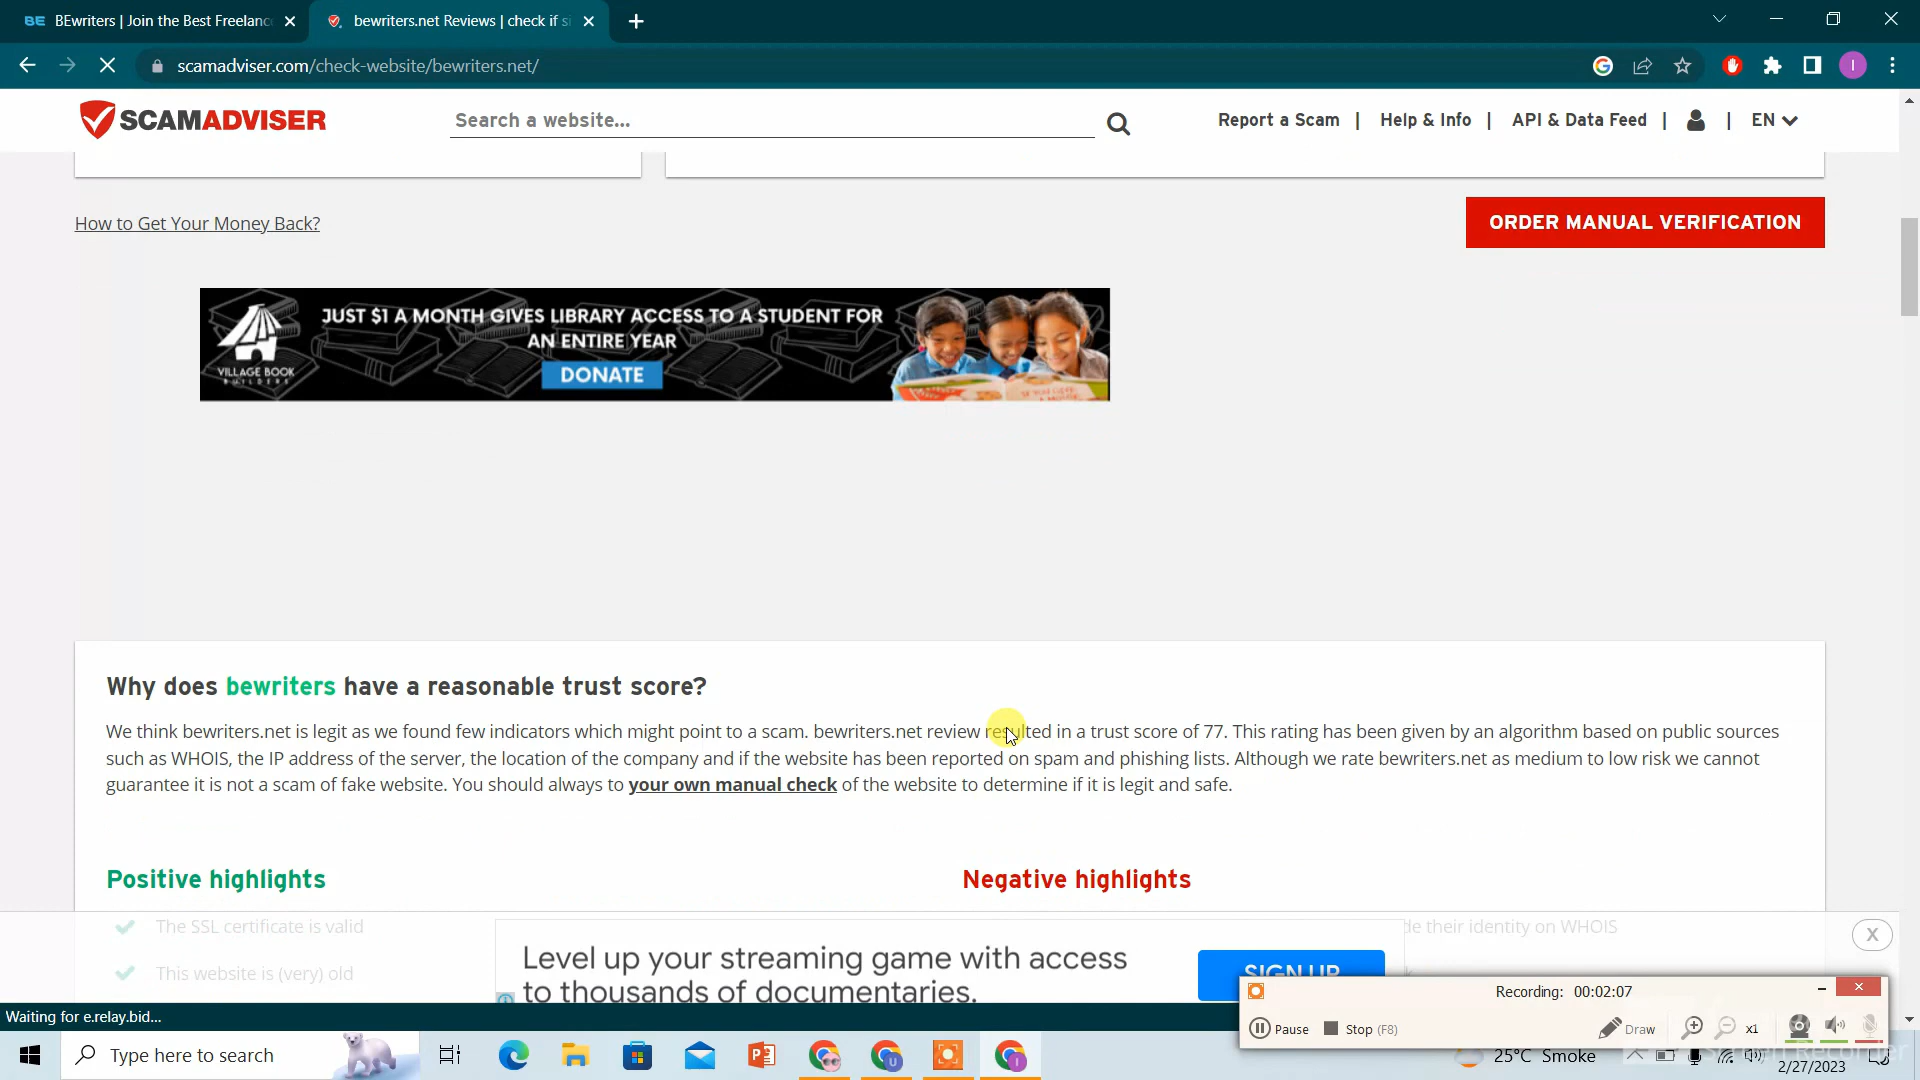 BE BEwriters | Join the Best Freelanc
bewriters.net Reviews | check if si
scamadviser.com/check-website/bewriters.net/
I
SCAMADVISER
Search a website...
Report a Scam | Help & Info | API & Data Feed | | EN
How to Get Your Money Back?
ORDER MANUAL VERIFICATION
JUST $1 A MONTH GIVES LIBRARY ACCESS TO A STUDENT FOR
AN ENTIRE YEAR
DONATE
VILLAGE BOOK
BUILDERS
Why does bewriters have a reasonable trust score?
We think bewriters.net is legit as we found few indicators which might point to a scam. bewriters.net review resulted in a trust score of 77. This rating has been given by an algorithm based on public sources
such as WHOIS, the IP address of the server, the location of the company and if the website has been reported on spam and phishing lists. Although we rate bewriters.net as medium to low risk we cannot
guarantee it is not a scam of fake website. You should always to your own manual check of the website to determine if it is legit and safe.
Positive highlights
Negative highlights
The SSL certificate is valid
de their identity on WHOIS
X
This website is (very) old
Level up your streaming game with access
to thousands of documentaries.
SIGN UP
Recording: 00:02:07
Pause
Stop (F8)
Draw
x1
Waiting for e.relay.bid...
Type here to search
U
I
25°C Smoke
2/27/2023